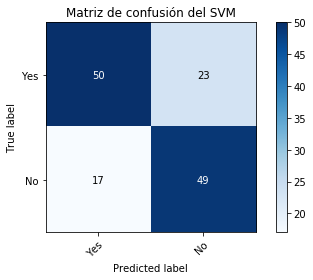 Matriz de confusión del SVM
True label
Yes
50
23
No
17
49
Yes
No
Predicted label
50
45
40
35
30
25
20